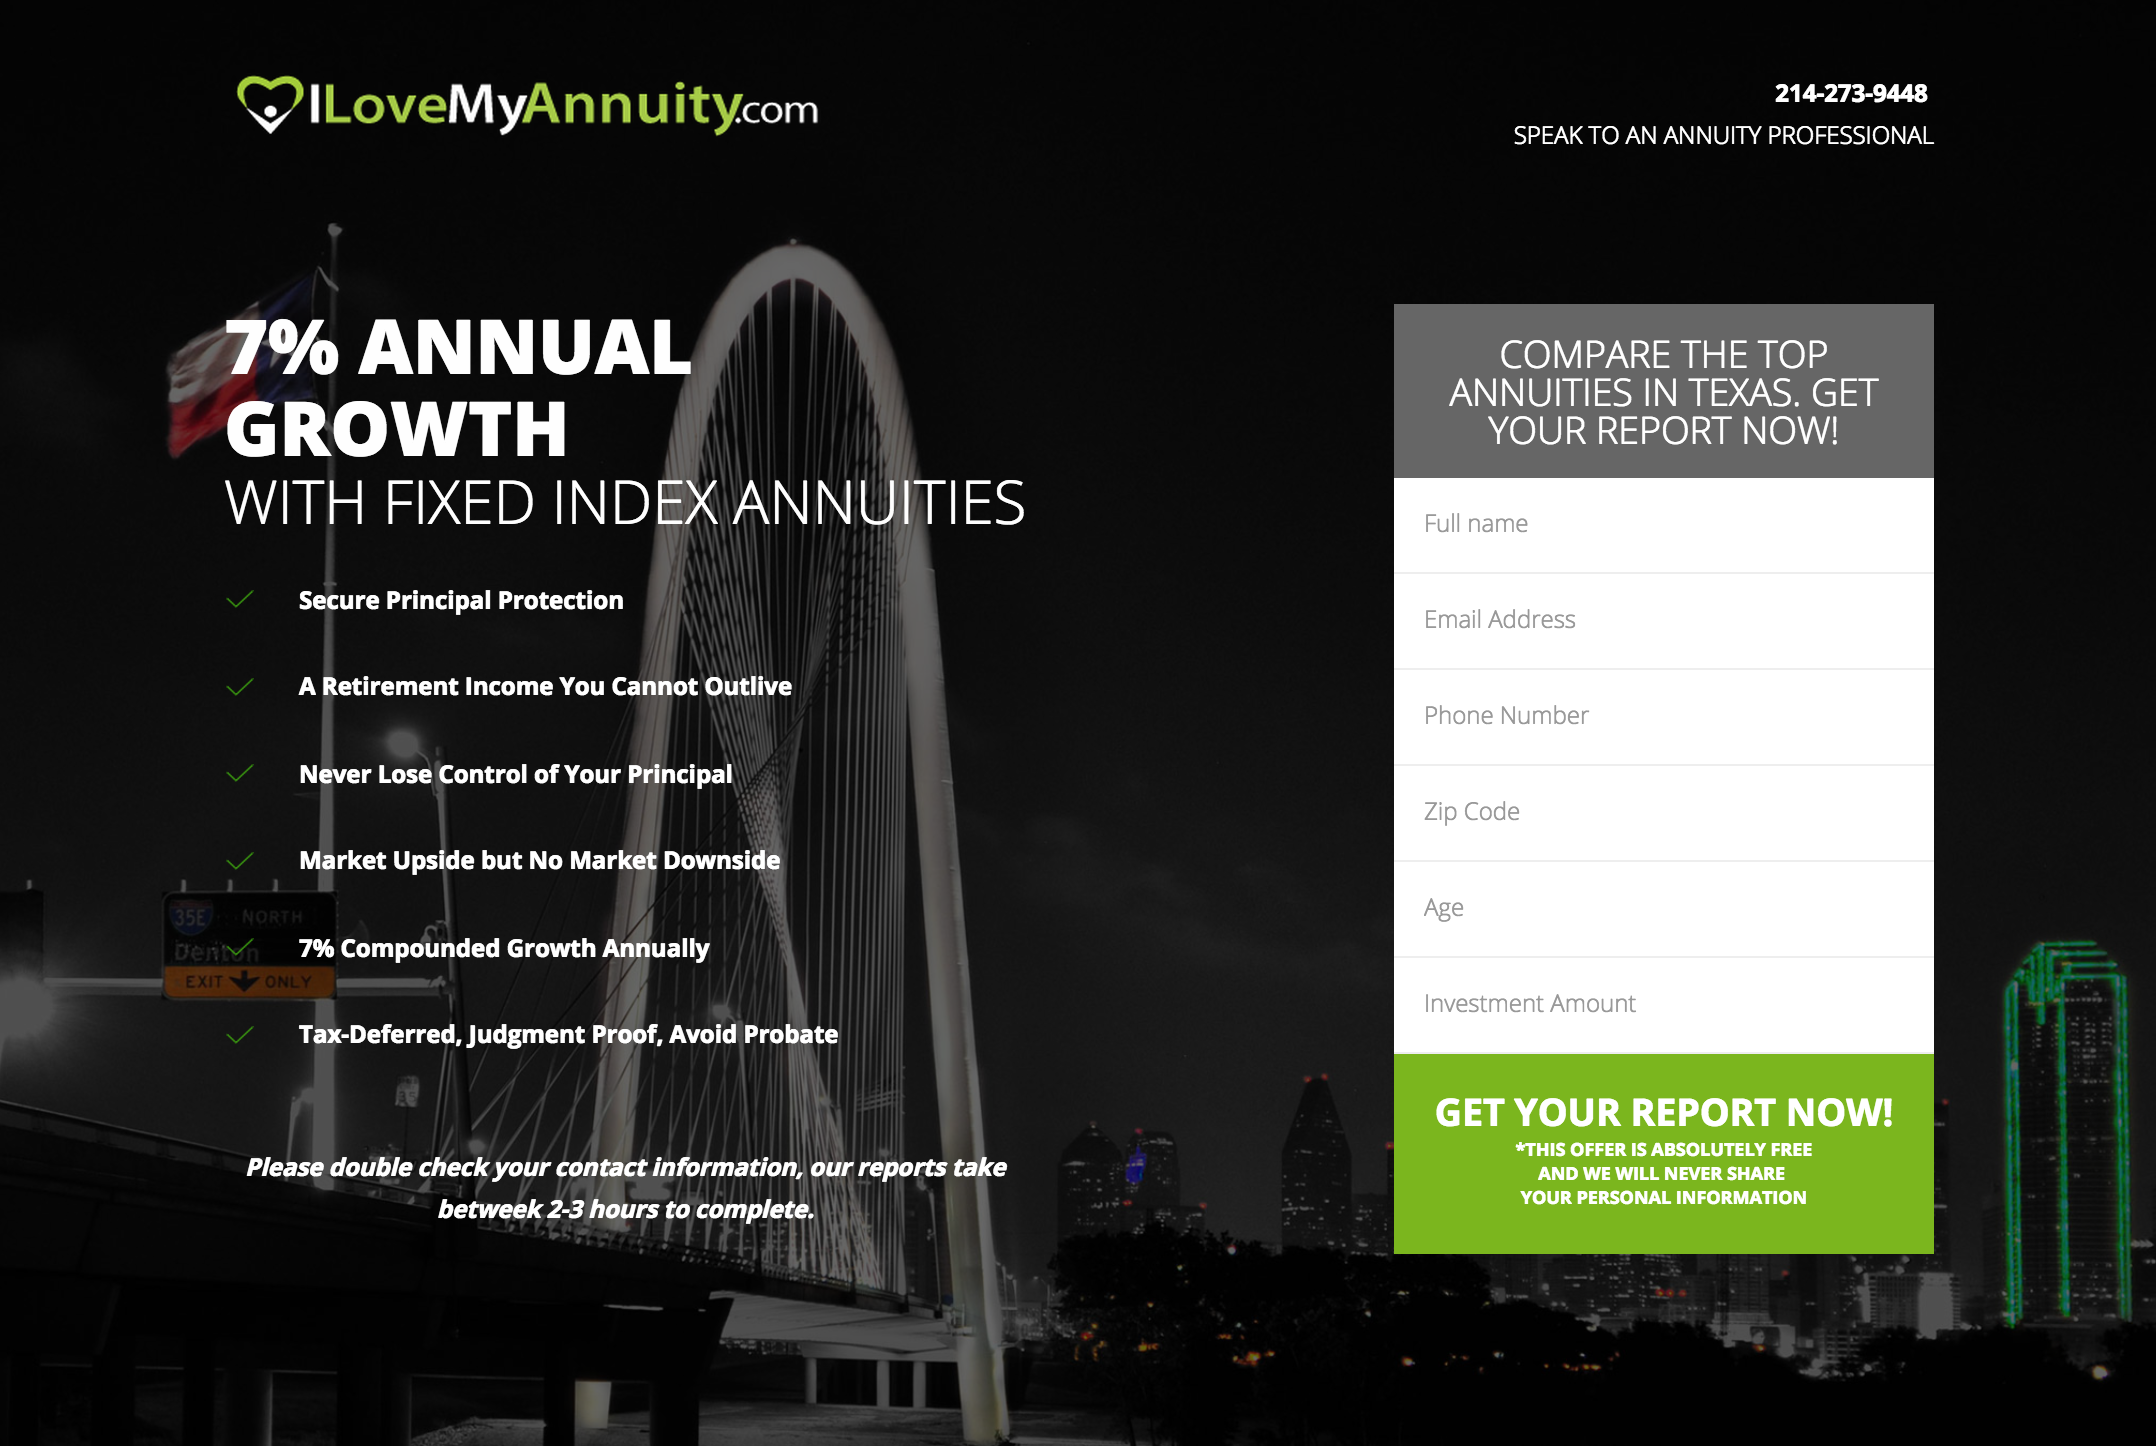 ILoveMyAnnuity.com
214-273-9448
SPEAK TO AN ANNUITY PROFESSIONAL
7% ANNUAL
GROWTH
WITH FIXED INDEX ANNUITIES
Secure Principal Protection
A Retirement Income You Cannot Outlive
Never Lose Control of Your Principal
Market Upside but No Market Downside
35E NORTH
Denton
EXIT ONLY
7% Compounded Growth Annually
Tax-Deferred, Judgment Proof, Avoid Probate
35
Please double check your contact information, our reports take
betweek 2-3 hours to complete.
COMPARE THE TOP
ANNUITIES IN TEXAS. GET
YOUR REPORT NOW!
Full name
Email Address
Phone Number
Zip Code
Age
Investment Amount
GET YOUR REPORT NOW!
*THIS OFFER IS ABSOLUTELY FREE
AND WE WILL NEVER SHARE
YOUR PERSONAL INFORMATION